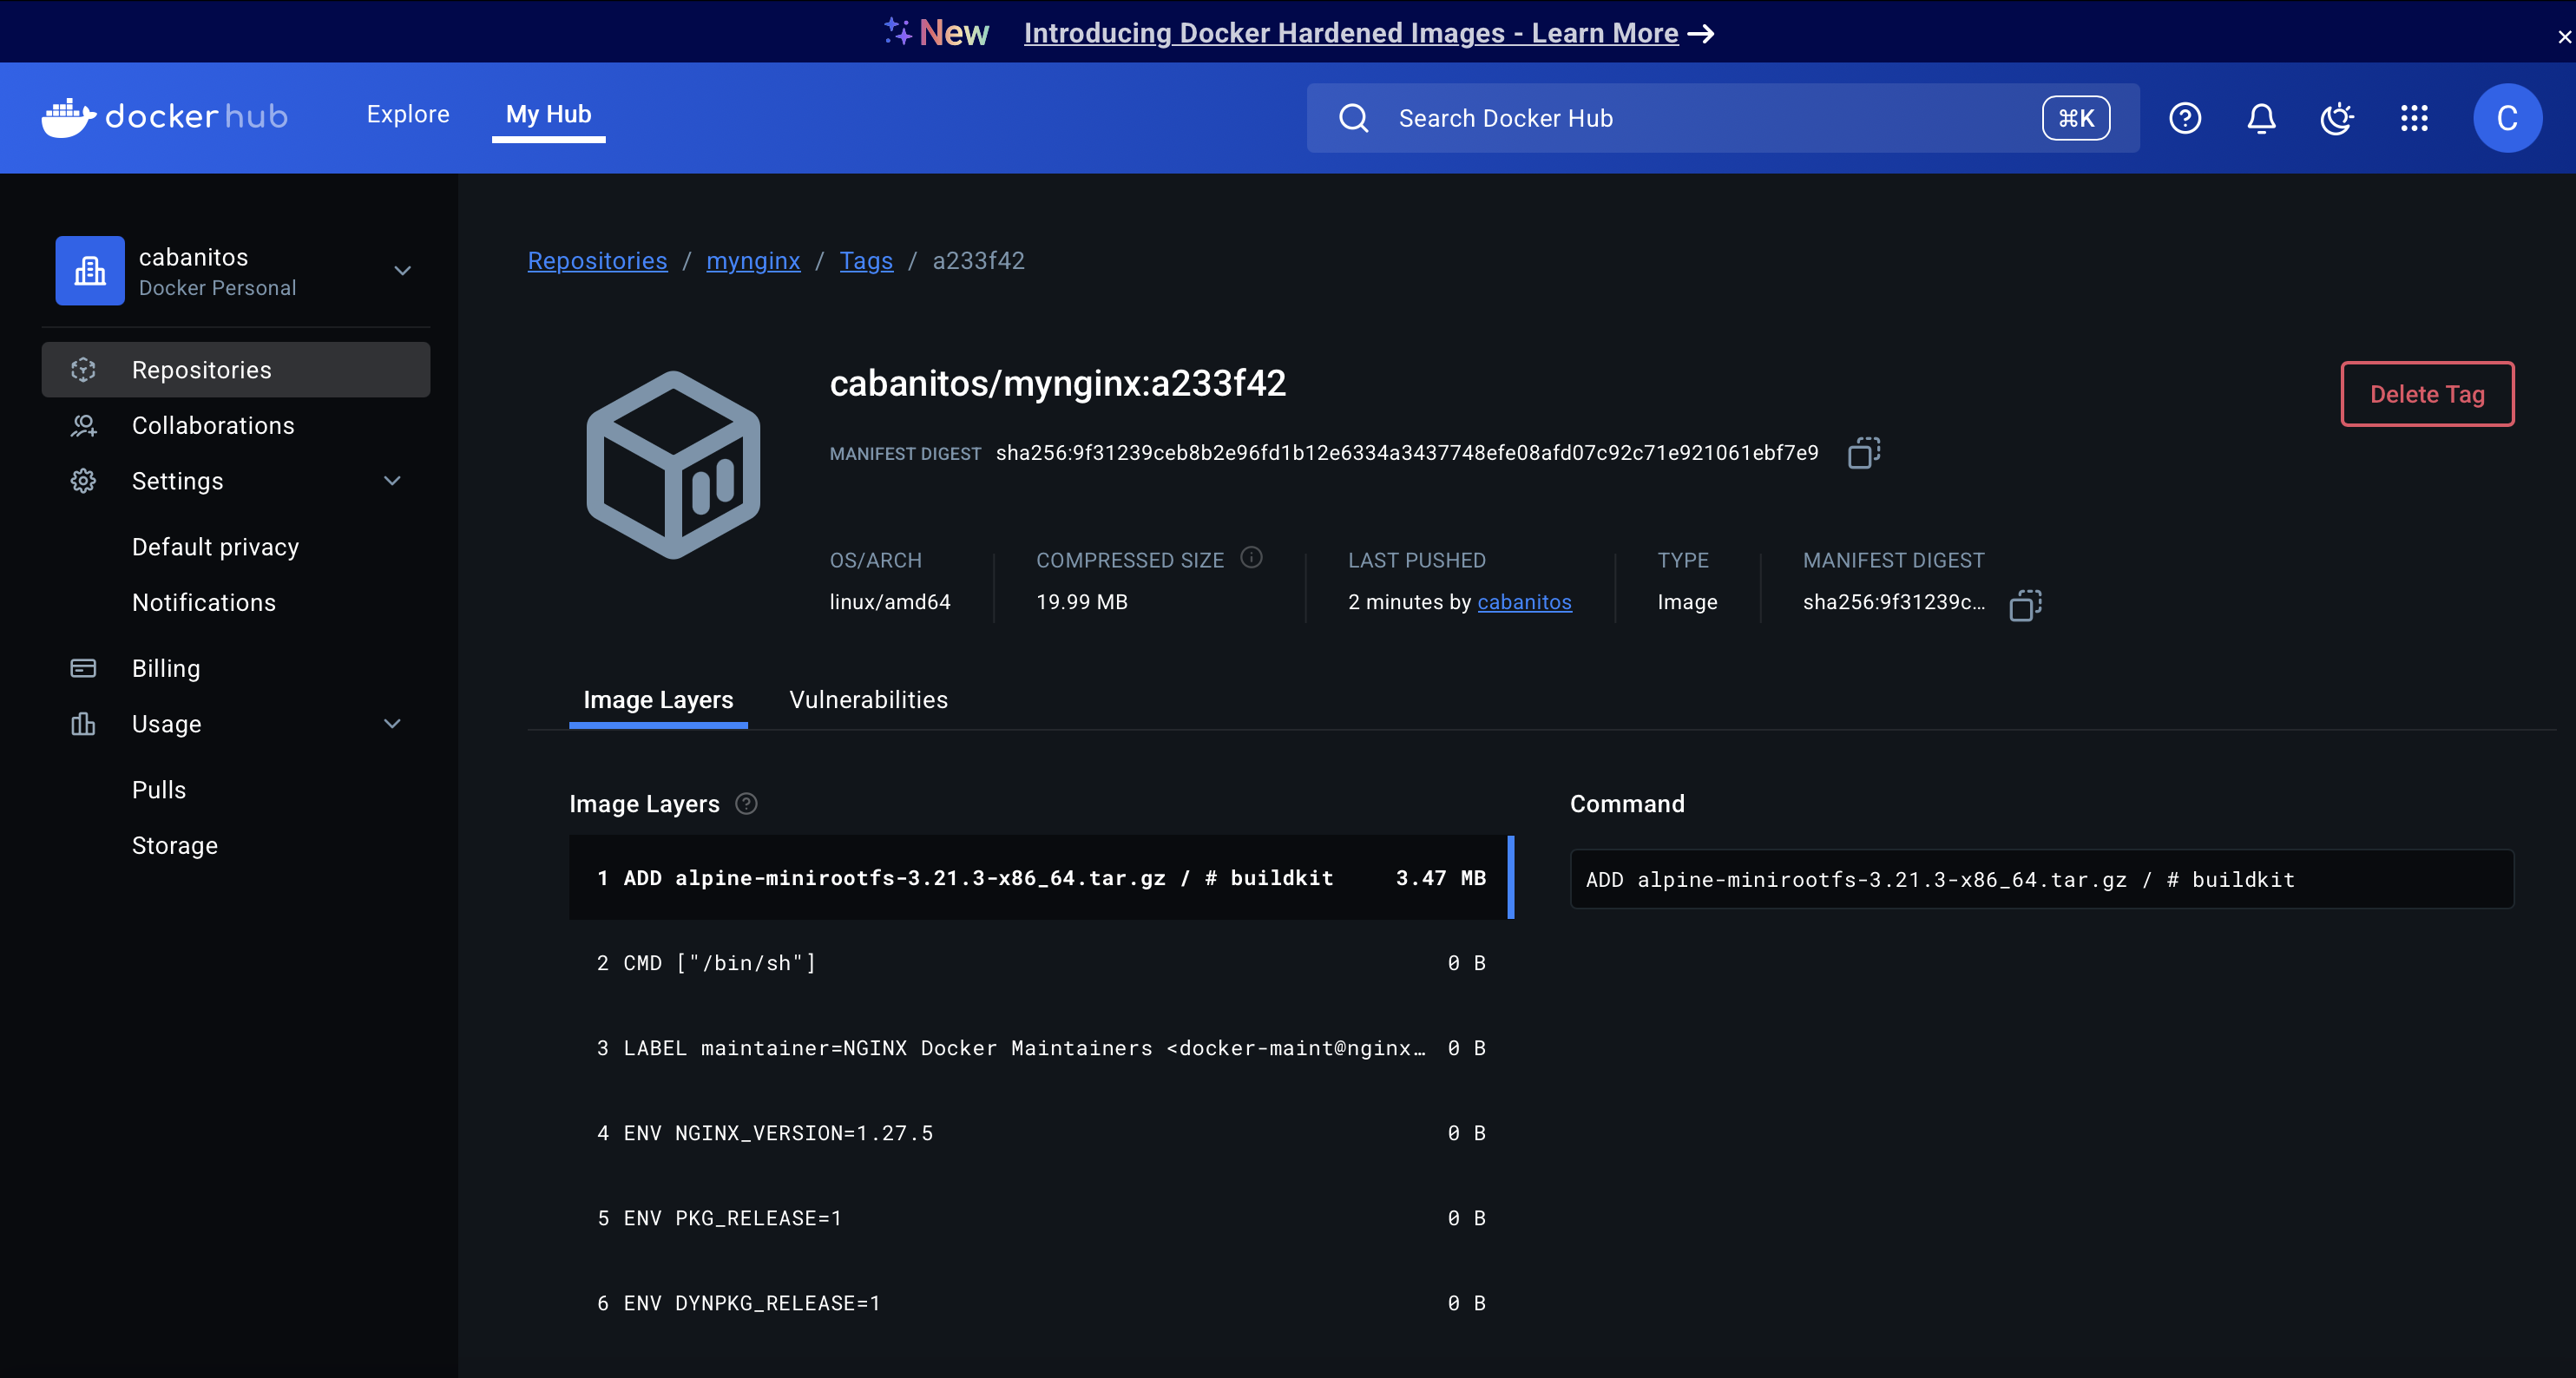 New Introducing Docker Hardened Images - Learn More →
dockerhub Explore My Hub Search Docker Hub ⌘K C
cabanitos
Docker Personal
Repositories
Collaborations
Settings
Default privacy
Notifications
Billing
Usage
Pulls
Storage
Repositories / mynginx / Tags / a233f42
cabanitos/mynginx:a233f42
Delete Tag
MANIFEST DIGEST sha256:9f31239ceb8b2e96fd1b12e6334a3437748efe08afd07c92c71e921061ebf7e9
OS/ARCH COMPRESSED SIZE LAST PUSHED TYPE MANIFEST DIGEST
linux/amd64 19.99 MB 2 minutes by cabanitos Image sha256:9f31239c...
Image Layers Vulnerabilities
Image Layers
1 ADD alpine-minirootfs-3.21.3-x86_64.tar.gz / # buildkit 3.47 MB
2 CMD ["/bin/sh"] 0 B
3 LABEL maintainer=NGINX Docker Maintainers <docker-maint@nginx… 0 B
4 ENV NGINX_VERSION=1.27.5 0 B
5 ENV PKG_RELEASE=1 0 B
6 ENV DYNPKG_RELEASE=1 0 B
Command
ADD alpine-minirootfs-3.21.3-x86_64.tar.gz / # buildkit